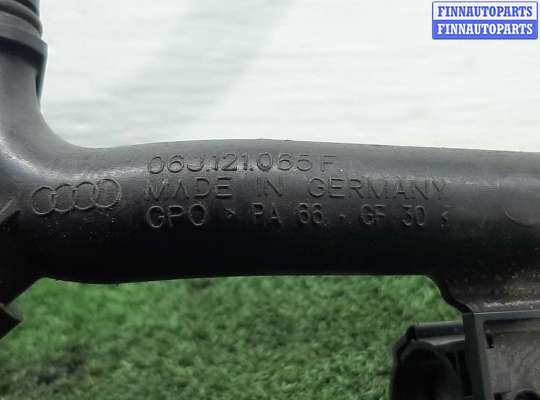 FINNAUTOPARTS
FINNAUTOPARTS
06J.121.065 F
MADE IN GERMANY
GPO > PA 66 - GF 30 <